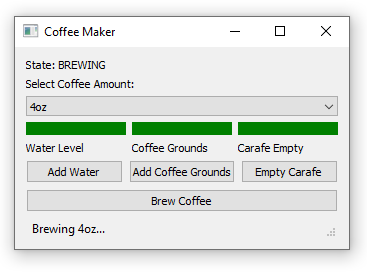 Coffee Maker
State: BREWING
Select Coffee Amount:
4oz
Water Level Coffee Grounds Carafe Empty
Add Water Add Coffee Grounds Empty Carafe
Brew Coffee
Brewing 4oz...